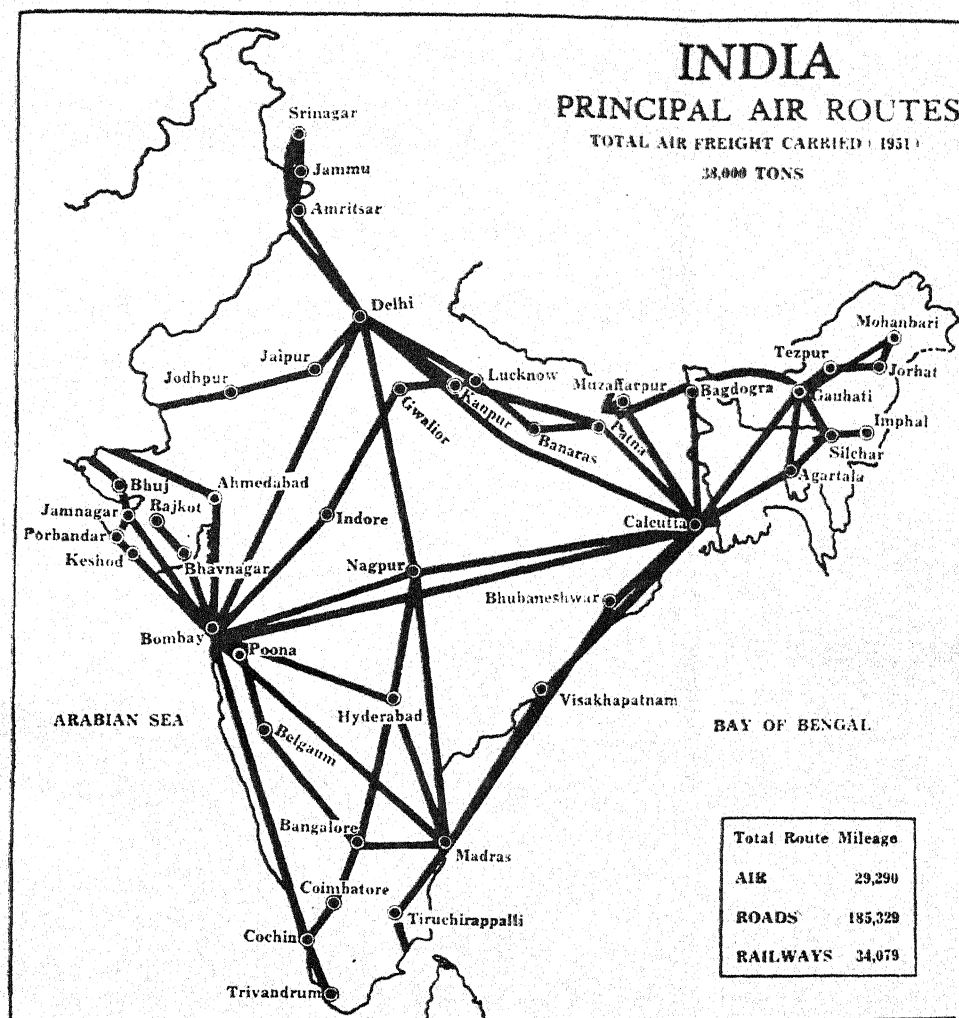 INDIA
PRINCIPAL AIR ROUTES
TOTAL AIR FREIGHT CARRIED ( 1951 )
38,000 TONS
Srinagar
Jammu
Amritsar
Delhi
Mohanbari
Jaipur
Lucknow
Tezpur
Jodhpur
Muzaffarpur
Bagdogra
Jorhat
Kanpur
Gauhati
Gwalior
Patna
Imphal
Banaras
Silchar
Bhuj
Ahmedabad
Agartala
Rajkot
Jamnagar
Indore
Calcutta
Porbandar
Keshod
Bhavnagar
Nagpur
Bhubaneshwar
Bombay
Poona
Visakhapatnam
ARABIAN SEA
Hyderabad
BAY OF BENGAL
Belgaum
Bangalore
Madras
Coimbatore
Tiruchirappalli
Cochin
Trivandrum
Total Route Mileage
AIR 29,290
ROADS 185,329
RAILWAYS 34,079